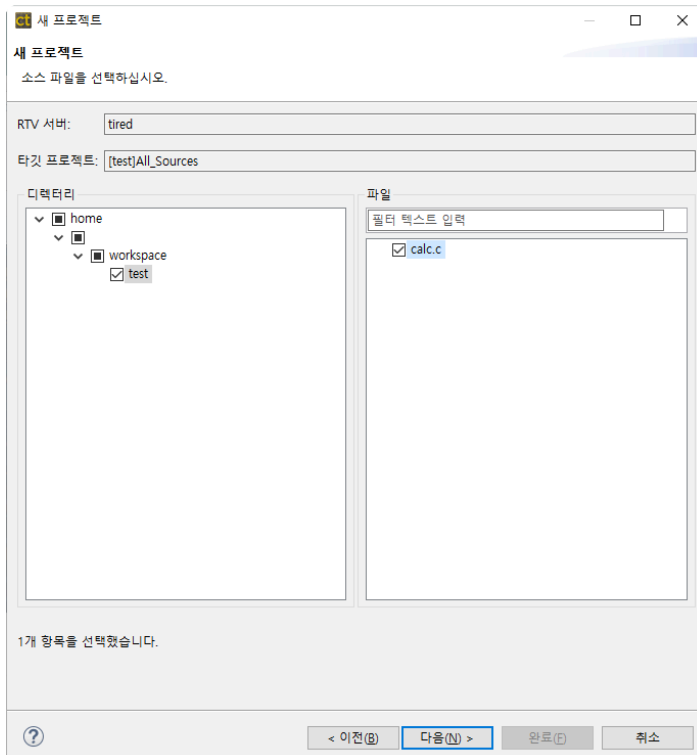 ct 새 프로젝트
새 프로젝트
소스 파일을 선택하십시오.
RTV 서버: tired
타깃 프로젝트: [test]All_Sources
디렉터리
home
workspace
test
파일
필터 텍스트 입력
calc.c
1개 항목을 선택했습니다.
? < 이전(B) 다음(N) > 완료(F) 취소